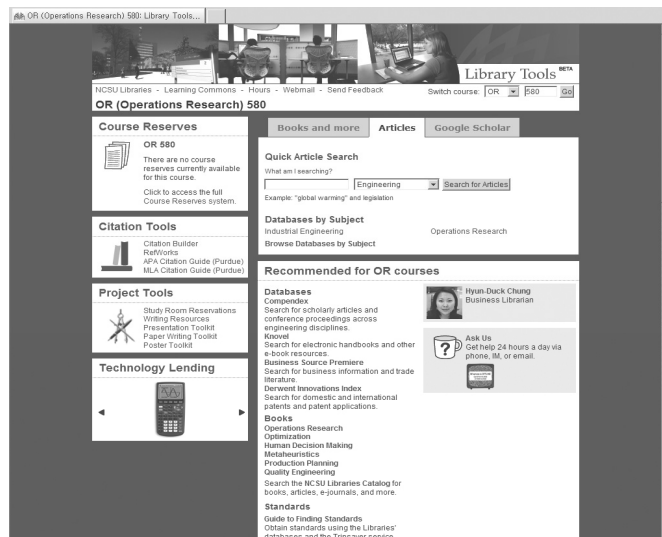 OR (Operations Research) 580: Library Tools...
Library Tools BETA
NCSU Libraries - Learning Commons - Hours - Webmail - Send Feedback
Switch course: OR 580 Go
OR (Operations Research) 580
Course Reserves
OR 580
There are no course
reserves currently available
for this course.
Click to access the full
Course Reserves system.
Citation Tools
Citation Builder
RefWorks
APA Citation Guide (Purdue)
MLA Citation Guide (Purdue)
Project Tools
Study Room Reservations
Writing Resources
Presentation Toolkit
Paper Writing Toolkit
Poster Toolkit
Technology Lending
Books and more Articles Google Scholar
Quick Article Search
What am I searching?
Engineering Search for Articles
Example: "global warming" and legislation
Databases by Subject
Industrial Engineering Operations Research
Browse Databases by Subject
Recommended for OR courses
Databases
Compendex
Search for scholarly articles and
conference proceedings across
engineering disciplines.
Knovel
Search for electronic handbooks and other
e-book resources.
Business Source Premiere
Search for business information and trade
literature.
Derwent Innovations Index
Search for domestic and international
patents and patent applications.
Books
Operations Research
Optimization
Human Decision Making
Metaheuristics
Production Planning
Quality Engineering
Search the NCSU Libraries Catalog for
books, articles, e-journals, and more.
Standards
Guide to Finding Standards
Obtain standards using the Libraries'
databases and the Tripsaver service
Hyun-Duck Chung
Business Librarian
?
Ask Us
Get help 24 hours a day via
phone, IM, or email.